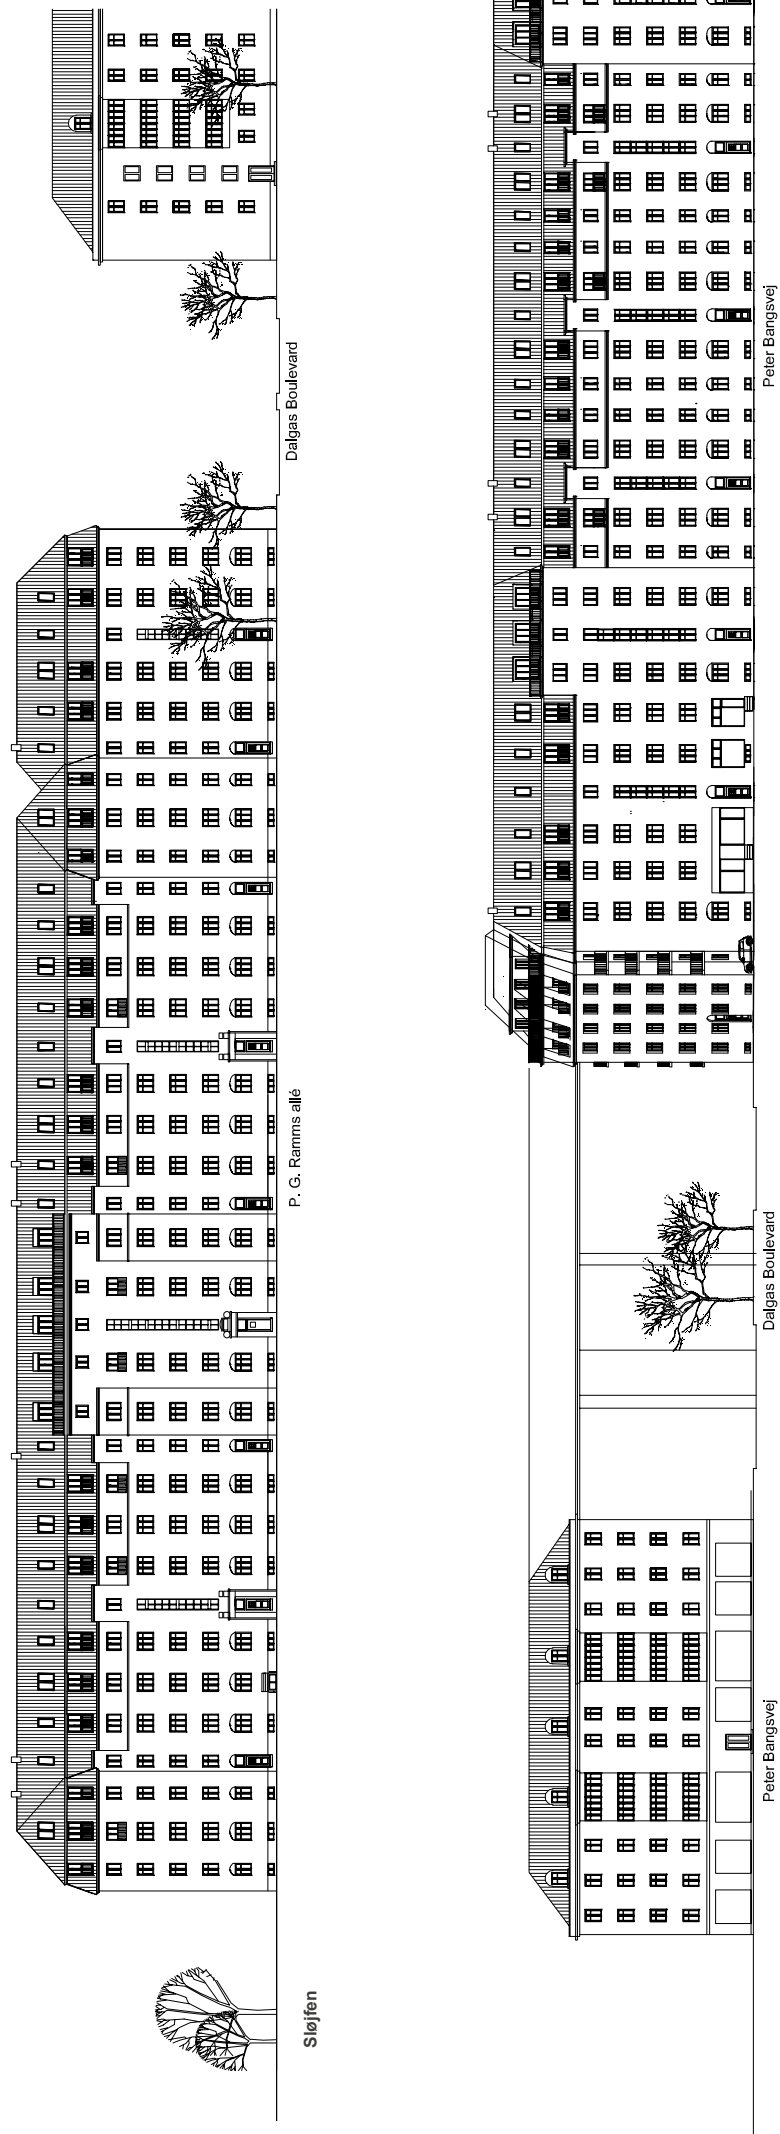 Sløjfen
P. G. Ramms allé
Dalgas Boulevard
Peter Bangsvej
Dalgas Boulevard
Peter Bangsvej